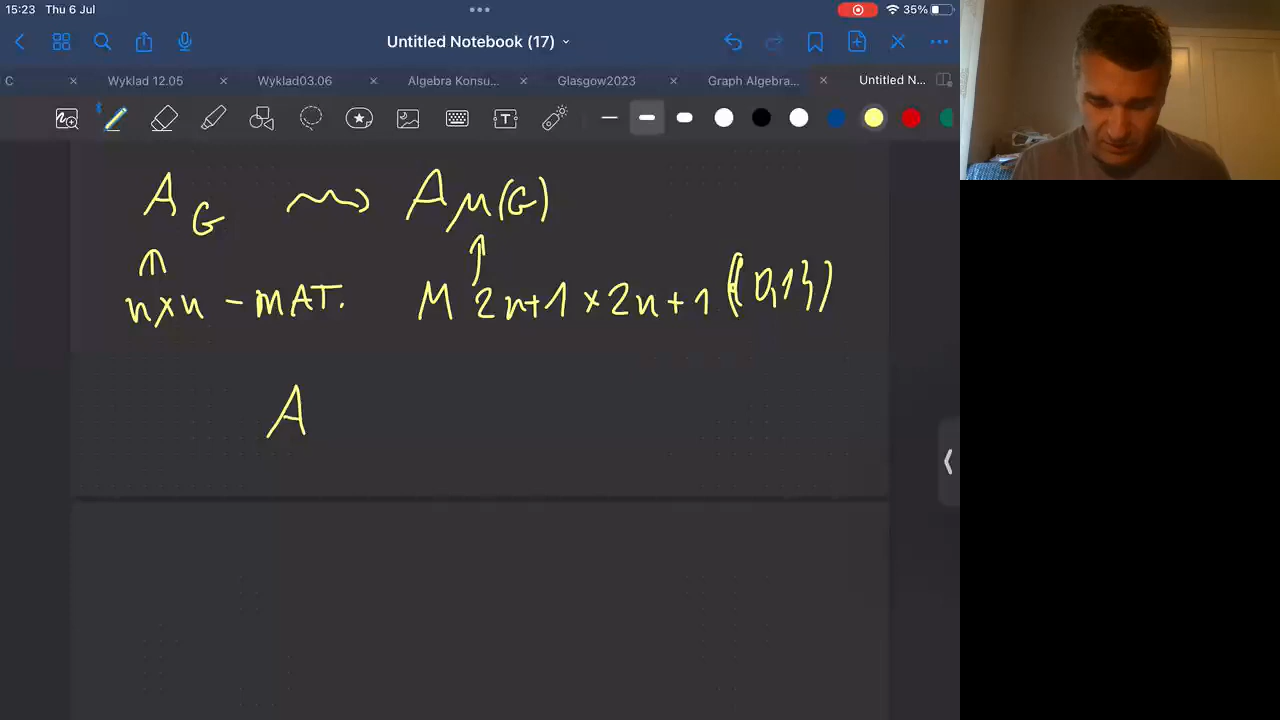 15:23 Thu 6 Jul 35%
Untitled Notebook (17)
C Wyklad 12.05 Wyklad03.06 Algebra Konsu... Glasgow2023 Graph Algebra... Untitled N...
A_G ⇝ A_μ(G)
↑ ↑
n×n – MAT. M 2n+1 × 2n+1 ({0,1})
A